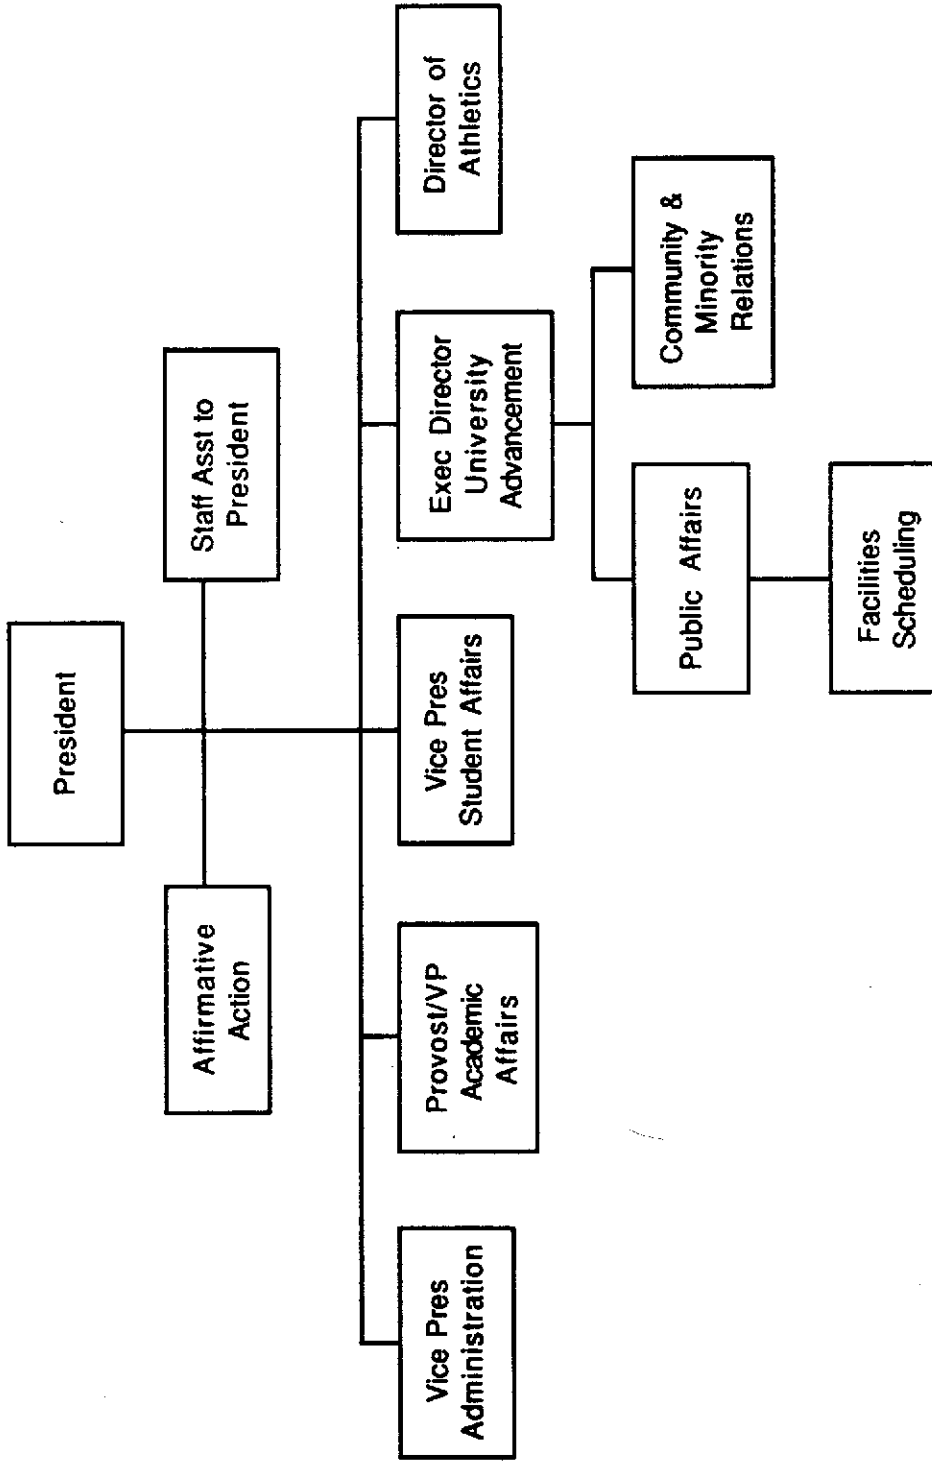 President
Affirmative
Action
Staff Asst to
President
Vice Pres
Administration
Provost/VP
Academic
Affairs
Vice Pres
Student Affairs
Exec Director
University
Advancement
Director of
Athletics
Public Affairs
Community &
Minority
Relations
Facilities
Scheduling